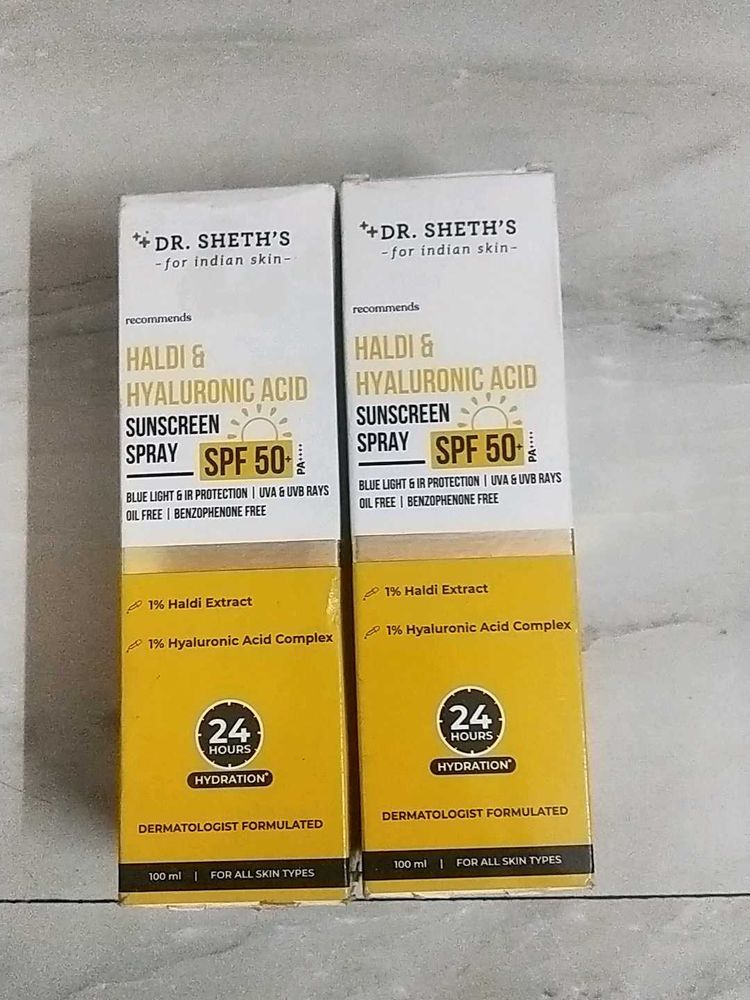 DR. SHETH'S
-for indian skin-
recommends
HALDI &
HYALURONIC ACID
SUNSCREEN
SPRAY
SPF 50+
PA++++
BLUE LIGHT & IR PROTECTION | UVA & UVB RAYS
OIL FREE | BENZOPHENONE FREE
1% Haldi Extract
1% Hyaluronic Acid Complex
24
HOURS
HYDRATION*
DERMATOLOGIST FORMULATED
100 ml | FOR ALL SKIN TYPES
DR. SHETH'S
-for indian skin-
recommends
HALDI &
HYALURONIC ACID
SUNSCREEN
SPRAY
SPF 50+
PA++++
BLUE LIGHT & IR PROTECTION | UVA & UVB RAYS
OIL FREE | BENZOPHENONE FREE
1% Haldi Extract
1% Hyaluronic Acid Complex
24
HOURS
HYDRATION*
DERMATOLOGIST FORMULATED
100 ml | FOR ALL SKIN TYPES